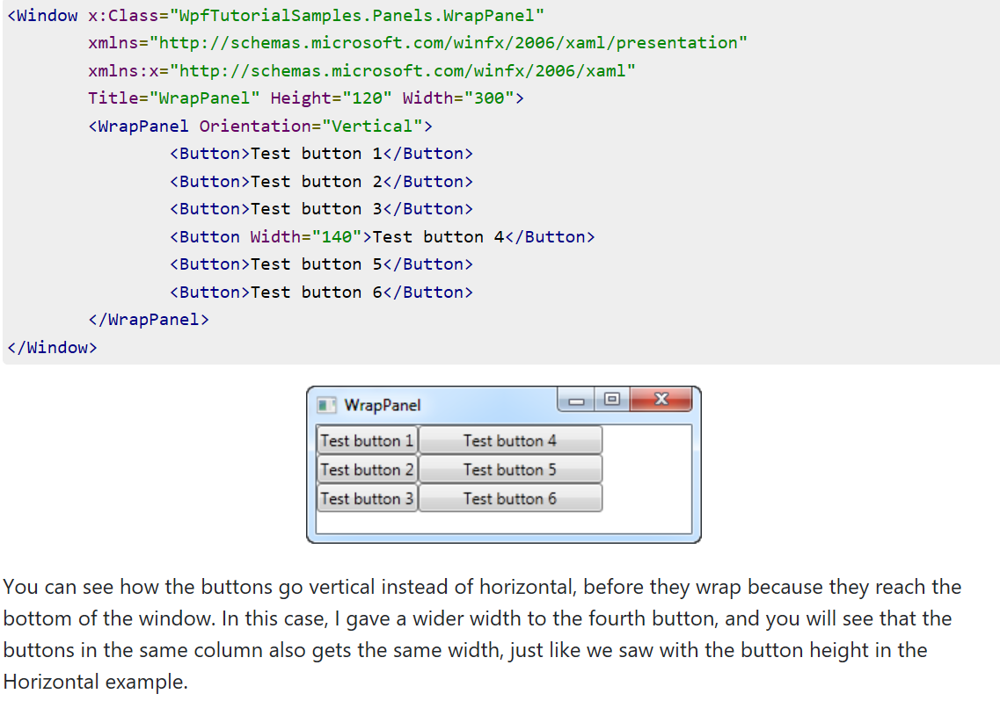 <Window x:Class="WpfTutorialSamples.Panels.WrapPanel"
        xmlns="http://schemas.microsoft.com/winfx/2006/xaml/presentation"
        xmlns:x="http://schemas.microsoft.com/winfx/2006/xaml"
        Title="WrapPanel" Height="120" Width="300">
        <WrapPanel Orientation="Vertical">
                <Button>Test button 1</Button>
                <Button>Test button 2</Button>
                <Button>Test button 3</Button>
                <Button Width="140">Test button 4</Button>
                <Button>Test button 5</Button>
                <Button>Test button 6</Button>
        </WrapPanel>
</Window>
WrapPanel
Test button 1 Test button 4
Test button 2 Test button 5
Test button 3 Test button 6
You can see how the buttons go vertical instead of horizontal, before they wrap because they reach the
bottom of the window. In this case, I gave a wider width to the fourth button, and you will see that the
buttons in the same column also gets the same width, just like we saw with the button height in the
Horizontal example.